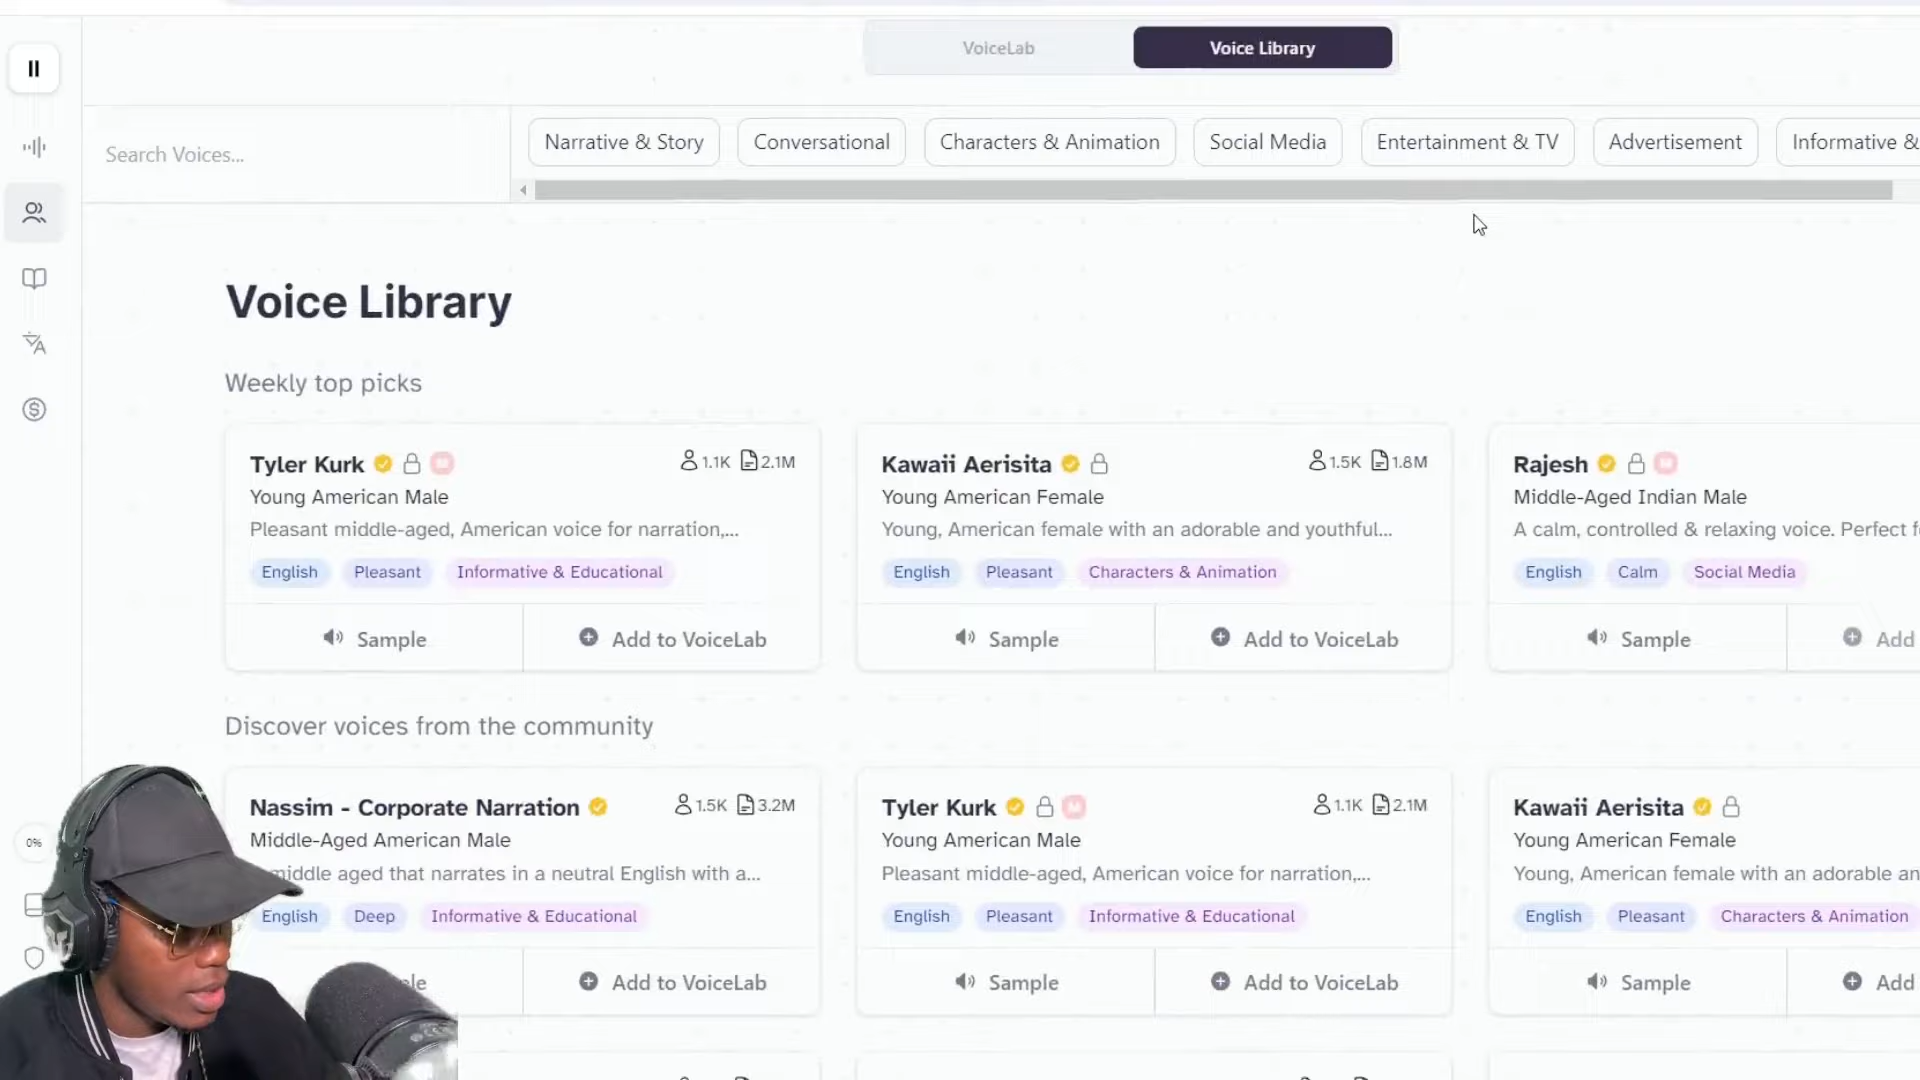 VoiceLab
Voice Library
Search Voices...
Narrative & Story
Conversational
Characters & Animation
Social Media
Entertainment & TV
Advertisement
Informative &
Voice Library
Weekly top picks
Tyler Kurk
1.1K 2.1M
Young American Male
Pleasant middle-aged, American voice for narration,...
English Pleasant Informative & Educational
Sample Add to VoiceLab
Kawaii Aerisita
1.5K 1.8M
Young American Female
Young, American female with an adorable and youthful...
English Pleasant Characters & Animation
Sample Add to VoiceLab
Rajesh
Middle-Aged Indian Male
A calm, controlled & relaxing voice. Perfect f
English Calm Social Media
Sample Add
Discover voices from the community
Nassim - Corporate Narration
1.5K 3.2M
Middle-Aged American Male
middle aged that narrates in a neutral English with a...
English Deep Informative & Educational
Add to VoiceLab
Tyler Kurk
1.1K 2.1M
Young American Male
Pleasant middle-aged, American voice for narration,...
English Pleasant Informative & Educational
Sample Add to VoiceLab
Kawaii Aerisita
Young American Female
Young, American female with an adorable an
English Pleasant Characters & Animation
Sample Add
0%